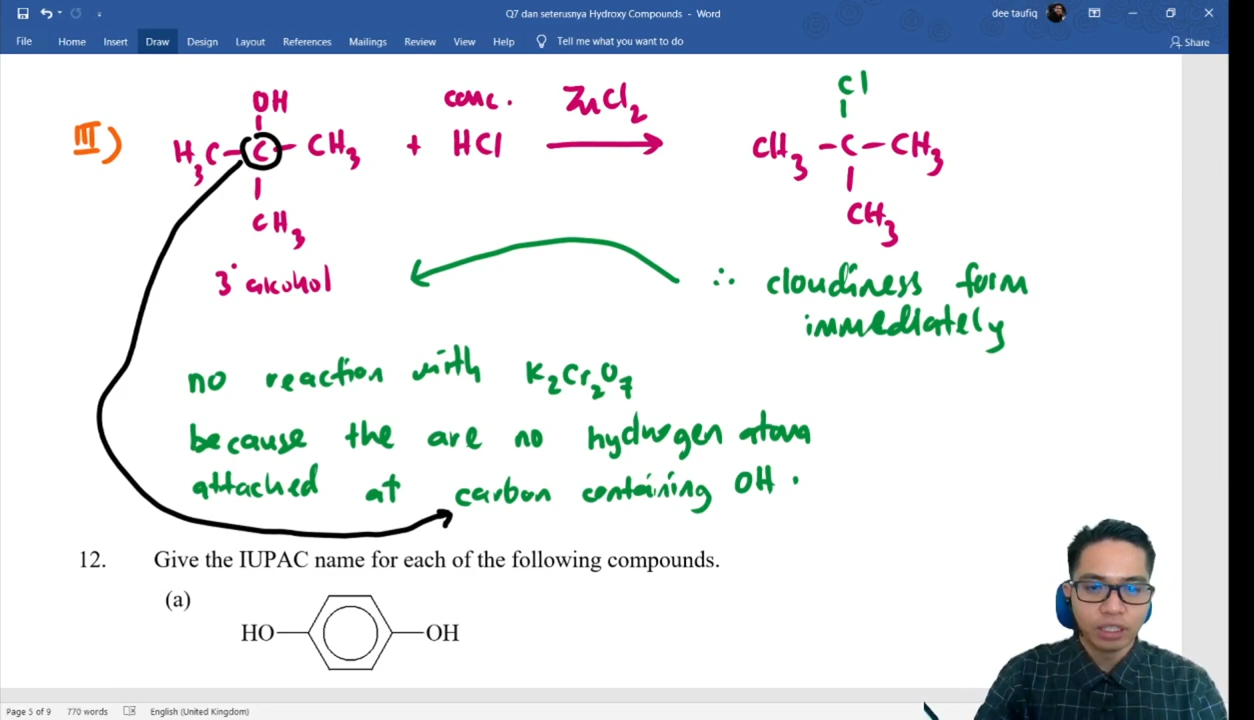 Q7 dan seterusnya Hydroxy Compounds - Word
dee taufiq
File Home Insert Draw Design Layout References Mailings Review View Help Tell me what you want to do
Share
III)
OH
H₃C-C-CH₃ + conc. HCl ZnCl₂
CH₃
3° alcohol
Cl
CH₃-C-CH₃
CH₃
∴ cloudiness form
immediately
no reaction with K₂Cr₂O₇
because the are no hydrogen atom
attached at carbon containing OH.
12. Give the IUPAC name for each of the following compounds.
(a)
HO OH
Page 5 of 9 770 words English (United Kingdom)